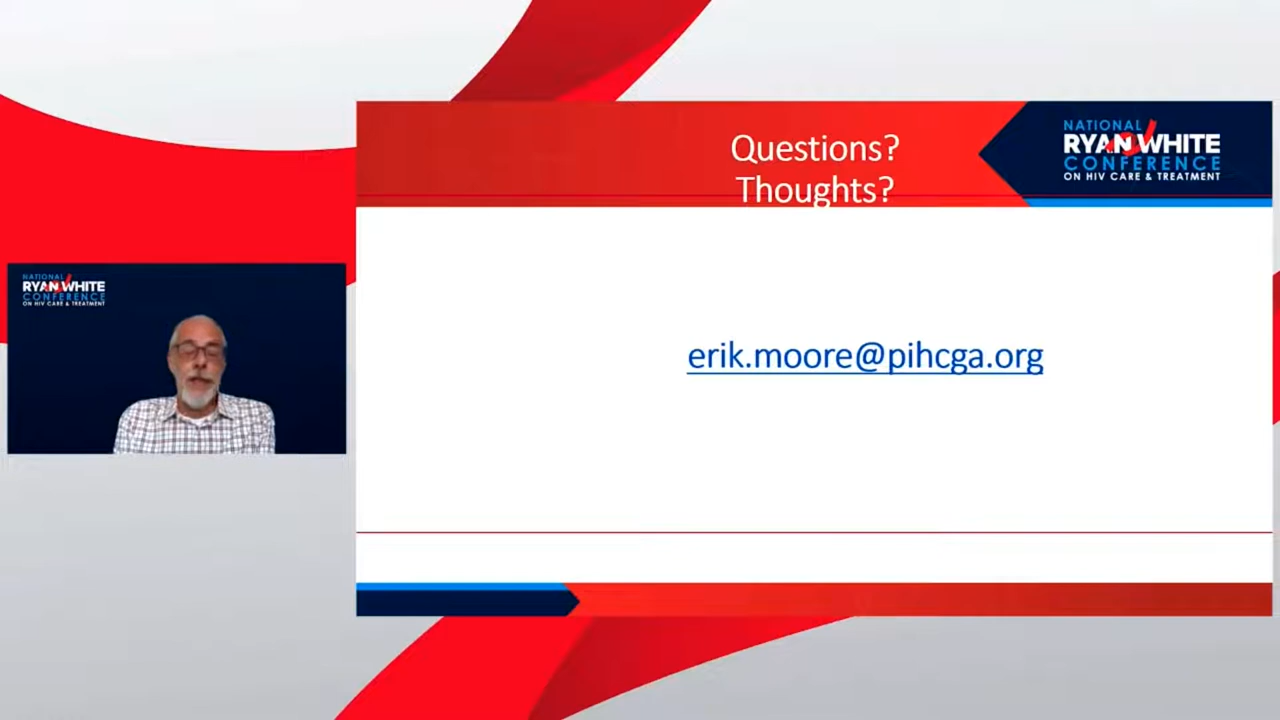 NATIONAL
RYAN WHITE
CONFERENCE
ON HIV CARE & TREATMENT
Questions?
Thoughts?
NATIONAL
RYAN WHITE
CONFERENCE
ON HIV CARE & TREATMENT
erik.moore@pihcga.org